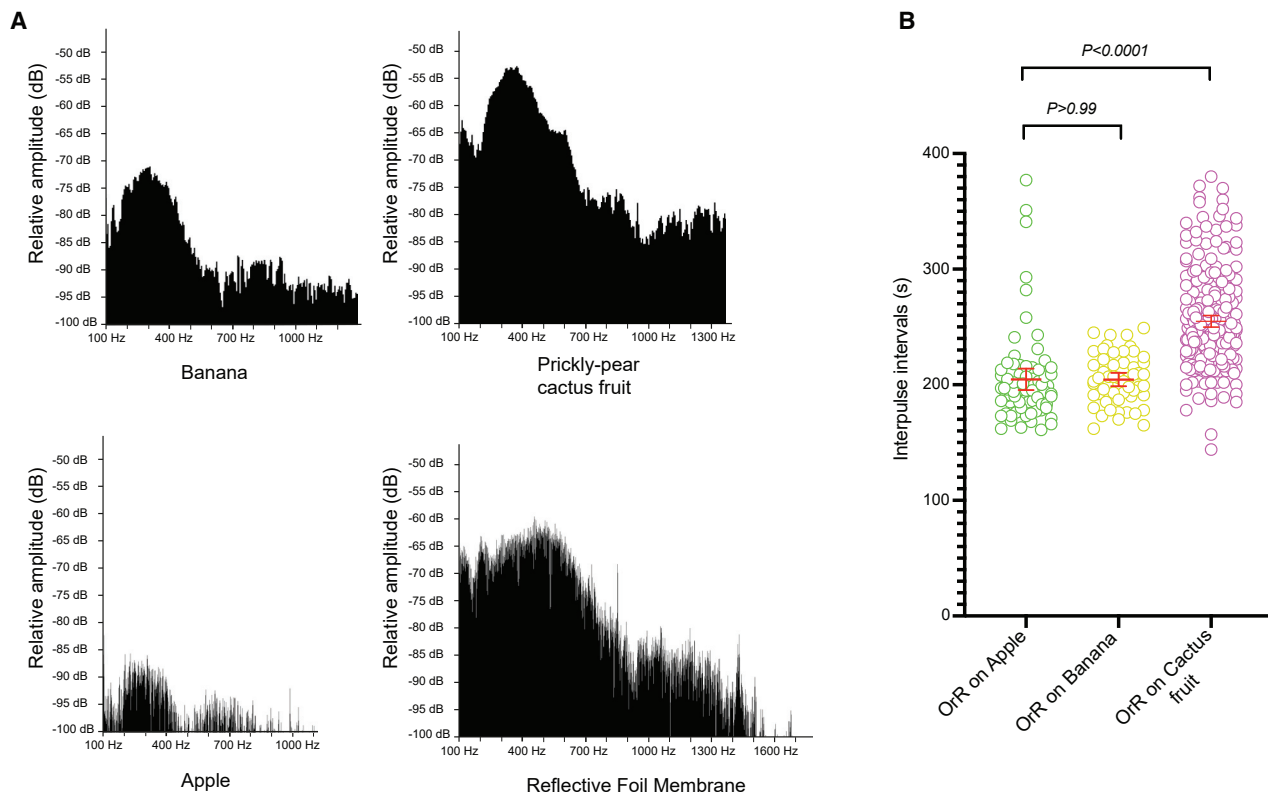 A
Relative amplitude (dB)
-50 dB
-55 dB
-60 dB
-65 dB
-70 dB
-75 dB
-80 dB
-85 dB
-90 dB
-95 dB
-100 dB
100 Hz 400 Hz 700 Hz 1000 Hz
Banana
Relative amplitude (dB)
-50 dB
-55 dB
-60 dB
-65 dB
-70 dB
-75 dB
-80 dB
-85 dB
-90 dB
-95 dB
-100 dB
100 Hz 400 Hz 700 Hz 1000 Hz 1300 Hz
Prickly-pear
cactus fruit
Relative amplitude (dB)
-50 dB
-55 dB
-60 dB
-65 dB
-70 dB
-75 dB
-80 dB
-85 dB
-90 dB
-95 dB
-100 dB
100 Hz 400 Hz 700 Hz 1000 Hz
Apple
Relative amplitude (dB)
-50 dB
-55 dB
-60 dB
-65 dB
-70 dB
-75 dB
-80 dB
-85 dB
-90 dB
-95 dB
-100 dB
100 Hz 400 Hz 700 Hz 1000 Hz 1300 Hz 1600 Hz
Reflective Foil Membrane
B
P<0.0001
P>0.99
Interpulse intervals (s)
400
300
200
100
0
OrR on Apple
OrR on Banana
OrR on Cactus
fruit